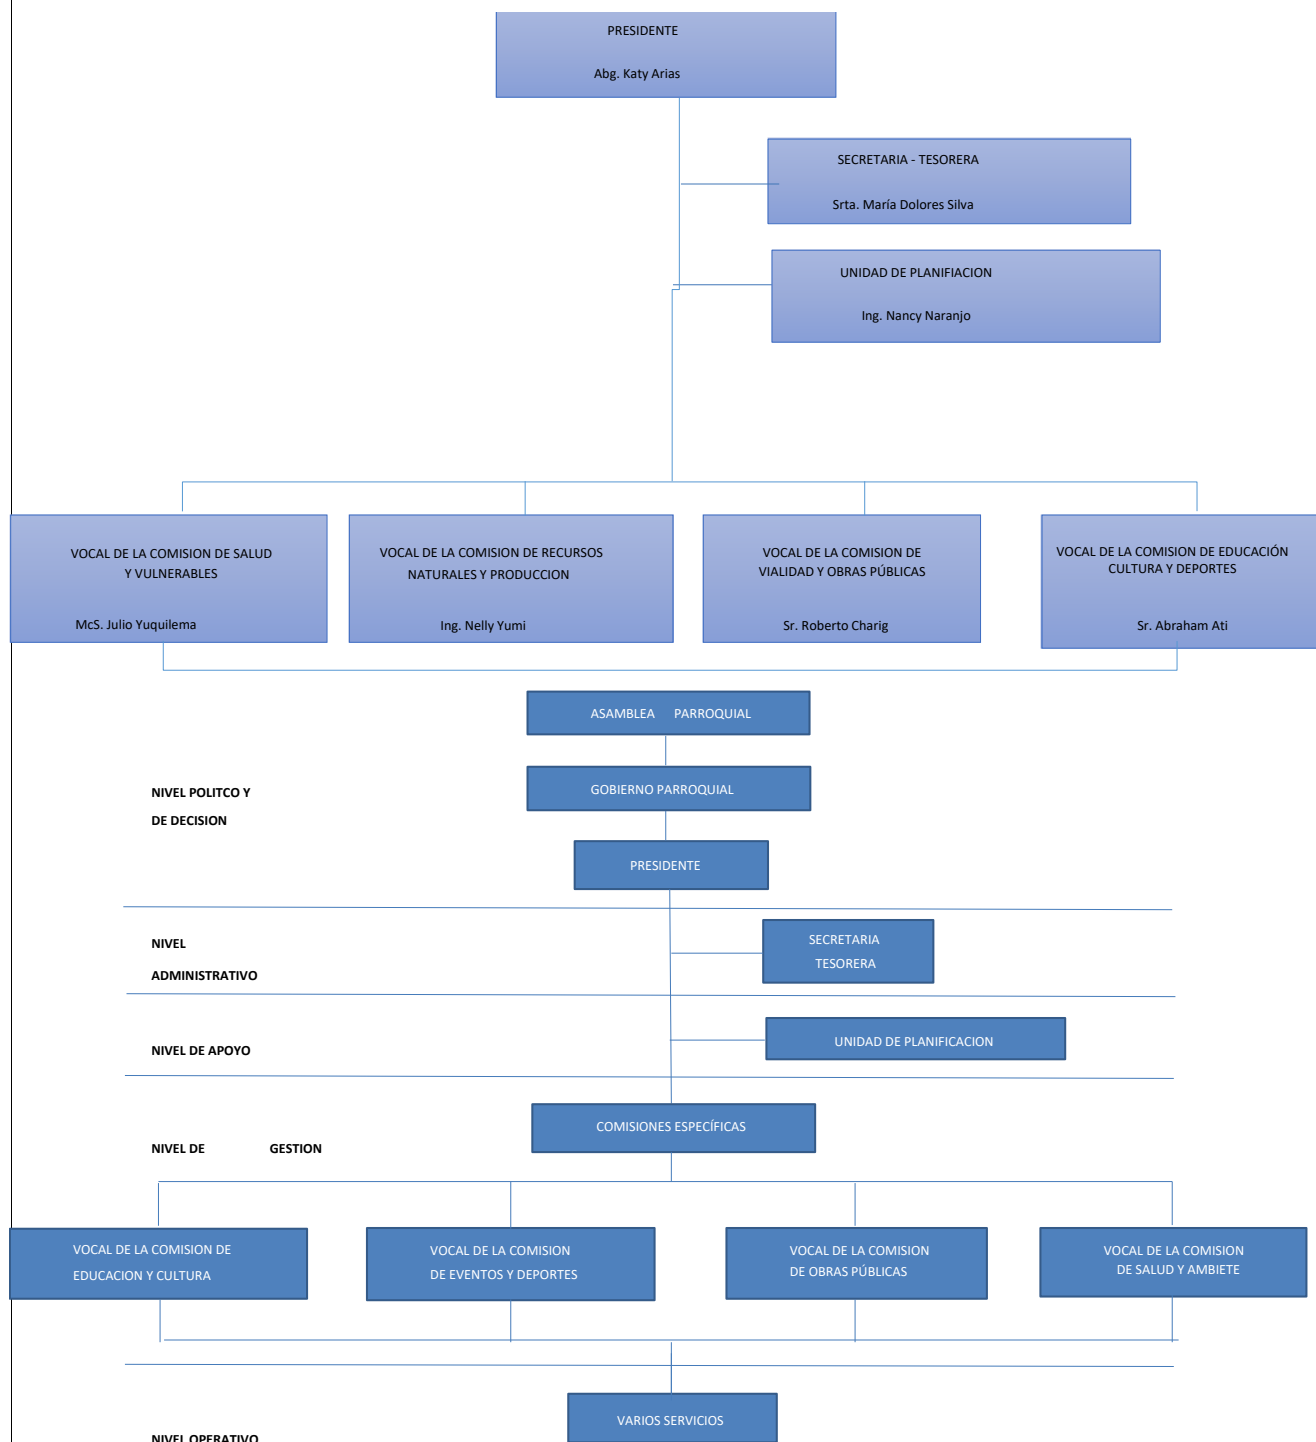 PRESIDENTE
Abg. Katy Arias
SECRETARIA - TESORERA
Srta. María Dolores Silva
UNIDAD DE PLANIFIACION
Ing. Nancy Naranjo
VOCAL DE LA COMISION DE SALUD
Y VULNERABLES
McS. Julio Yuquilema
VOCAL DE LA COMISION DE RECURSOS
NATURALES Y PRODUCCION
Ing. Nelly Yumi
VOCAL DE LA COMISION DE
VIALIDAD Y OBRAS PÚBLICAS
Sr. Roberto Charig
VOCAL DE LA COMISION DE EDUCACIÓN
CULTURA Y DEPORTES
Sr. Abraham Ati
ASAMBLEA PARROQUIAL
NIVEL POLITCO Y
DE DECISION
GOBIERNO PARROQUIAL
PRESIDENTE
NIVEL
ADMINISTRATIVO
SECRETARIA
TESORERA
NIVEL DE APOYO
UNIDAD DE PLANIFICACION
COMISIONES ESPECÍFICAS
NIVEL DE GESTION
VOCAL DE LA COMISION DE
EDUCACION Y CULTURA
VOCAL DE LA COMISION
DE EVENTOS Y DEPORTES
VOCAL DE LA COMISION
DE OBRAS PÚBLICAS
VOCAL DE LA COMISION
DE SALUD Y AMBIETE
VARIOS SERVICIOS
NIVEL OPERATIVO